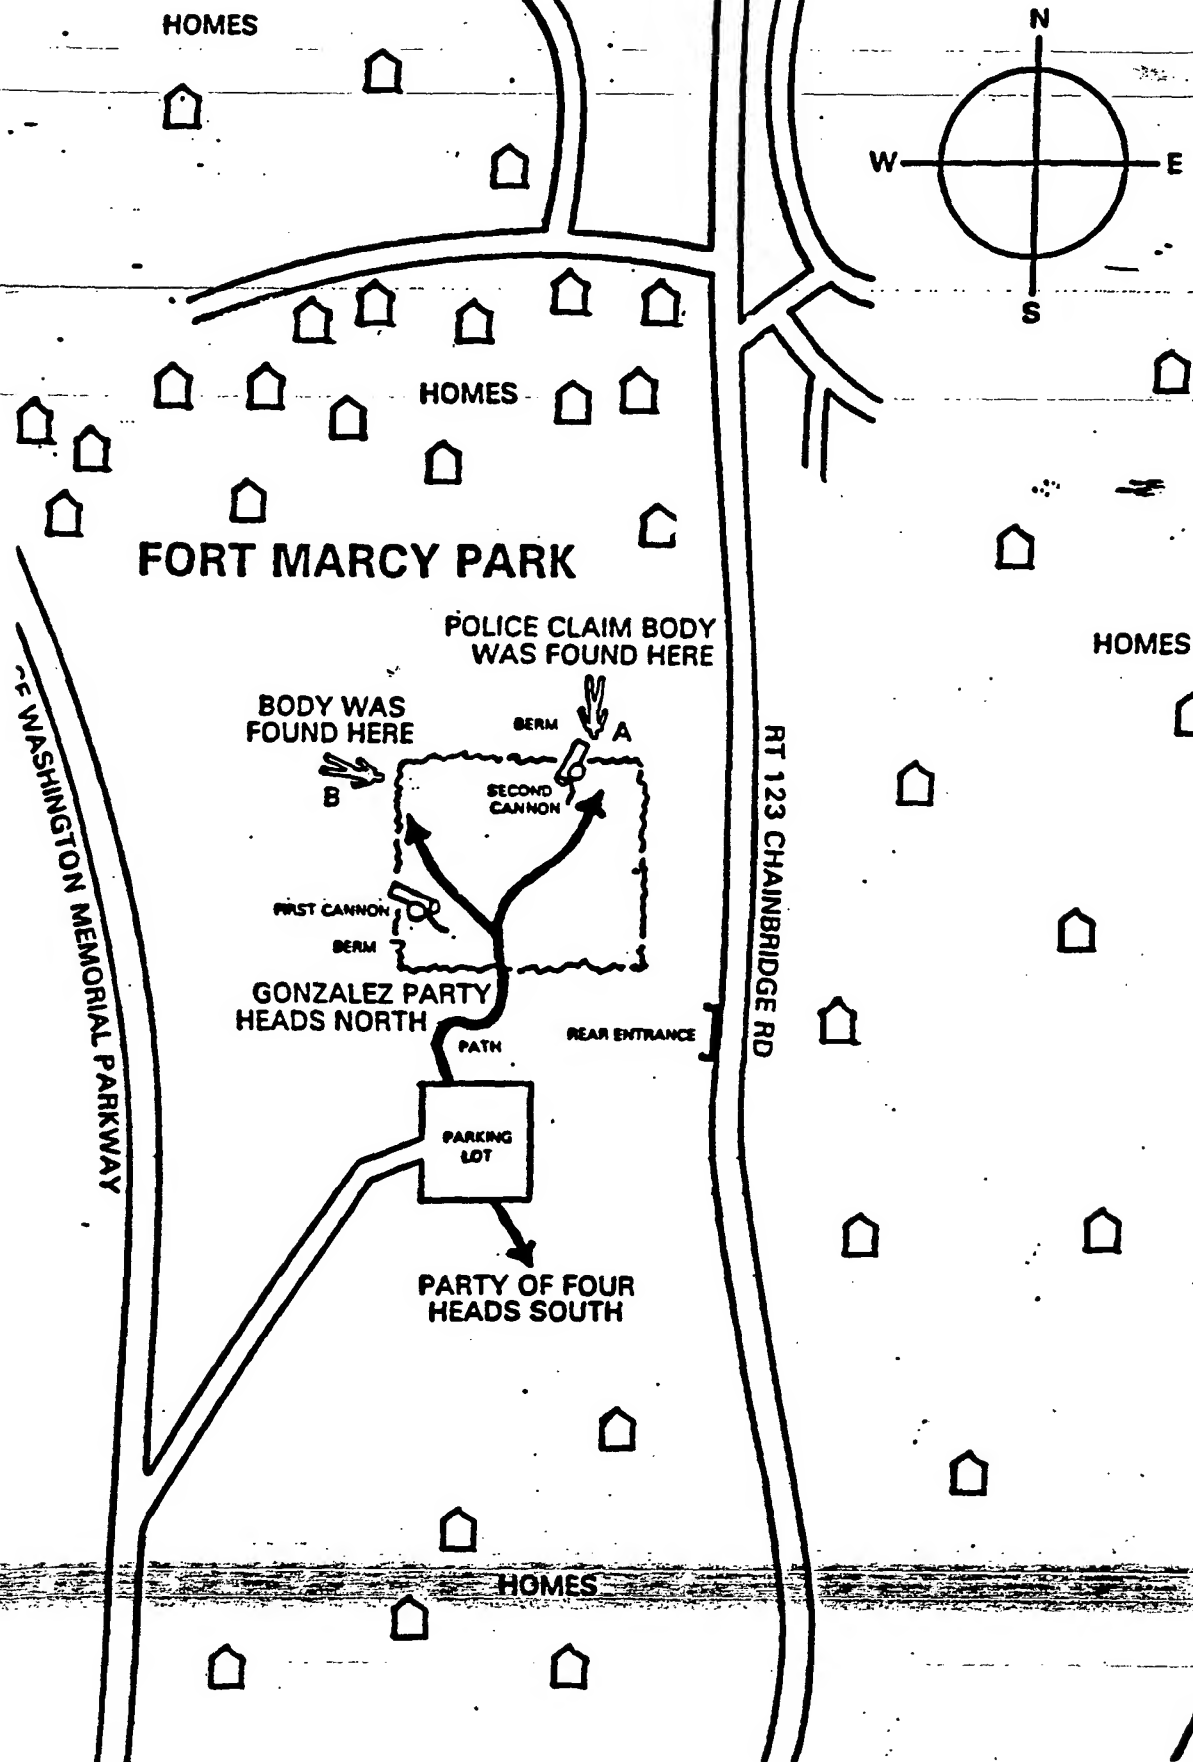 HOMES
N
W
E
S
HOMES
FORT MARCY PARK
POLICE CLAIM BODY
WAS FOUND HERE
HOMES
BODY WAS
FOUND HERE
BERM
A
B
SECOND
CANNON
FIRST CANNON
BERM
WASHINGTON MEMORIAL PARKWAY
RT 123 CHAINBRIDGE RD
GONZALEZ PARTY
HEADS NORTH
REAR ENTRANCE
PATH
PARKING
LOT
PARTY OF FOUR
HEADS SOUTH
HOMES